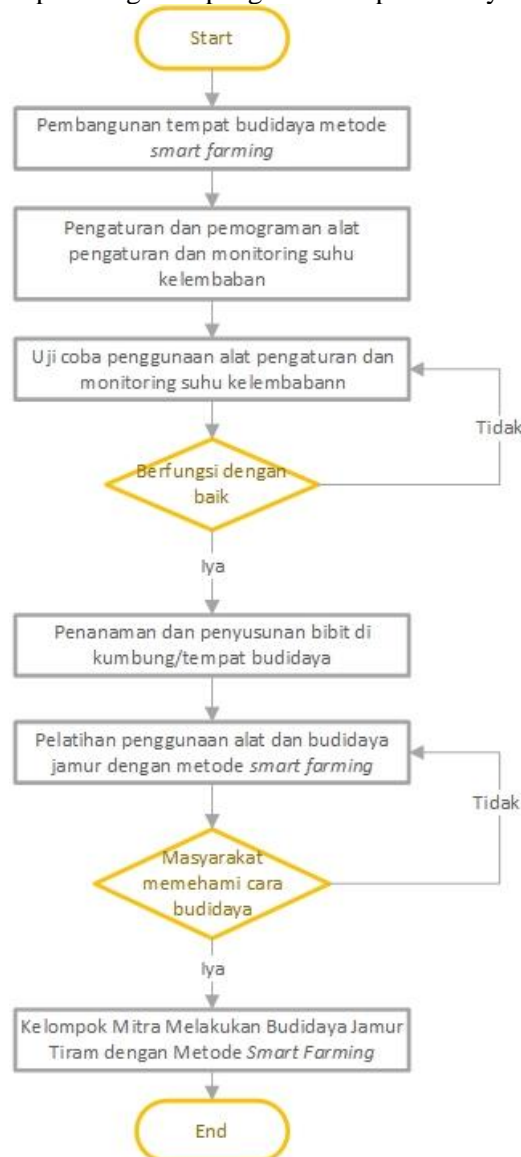 Start
Pembangunan tempat budidaya metode
smart farming
Pengaturan dan pemograman alat
pengaturan dan monitoring suhu
kelembaban
Uji coba penggunaan alat pengaturan dan
monitoring suhu kelembabann
Tidak
Berfungsi dengan
baik
Iya
Penanaman dan penyusunan bibit di
kumbung/tempat budidaya
Pelatihan penggunaan alat dan budidaya
jamur dengan metode smart farming
Tidak
Masyarakat
memehami cara
budidaya
Iya
Kelompok Mitra Melakukan Budidaya Jamur
Tiram dengan Metode Smart Farming
End